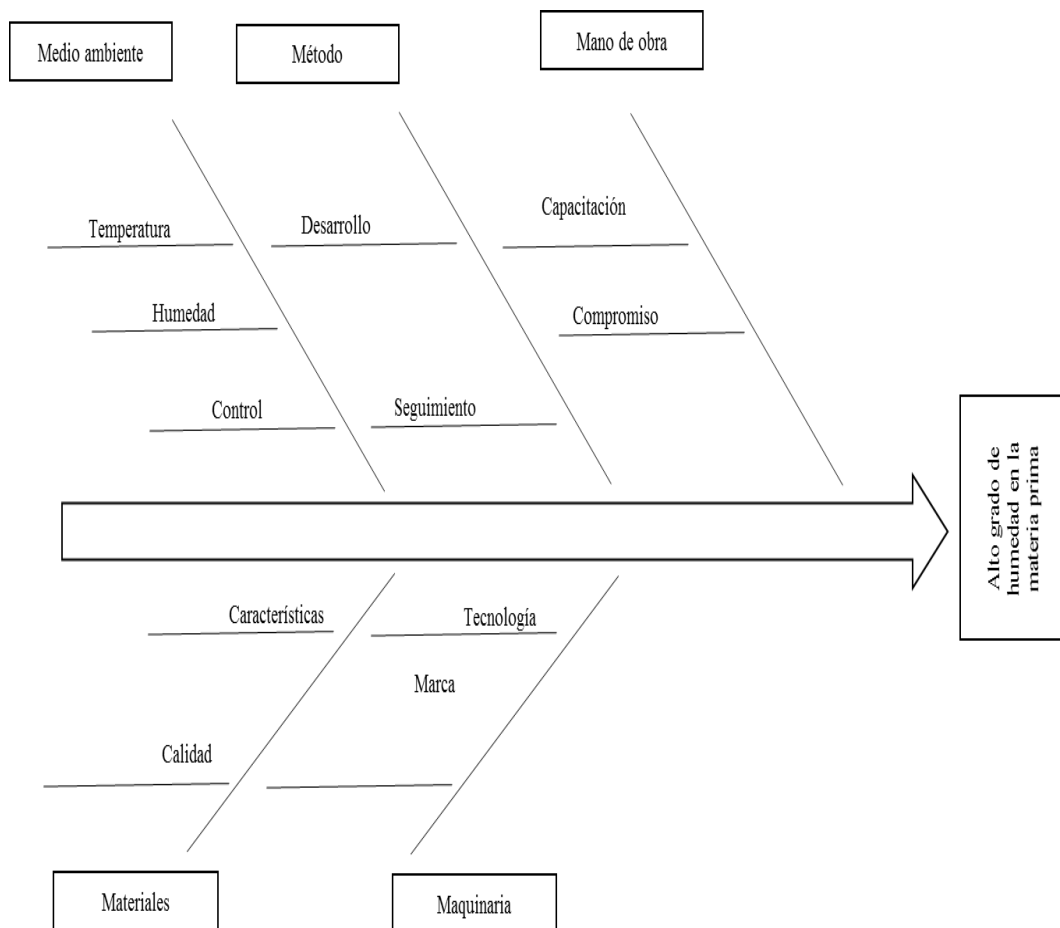 Medio ambiente
Método
Mano de obra
Temperatura
Desarrollo
Capacitación
Humedad
Compromiso
Control
Seguimiento
Alto grado de
humedad en la
materia prima
Característícas
Tecnología
Marca
Calidad
Materiales
Maquinaria